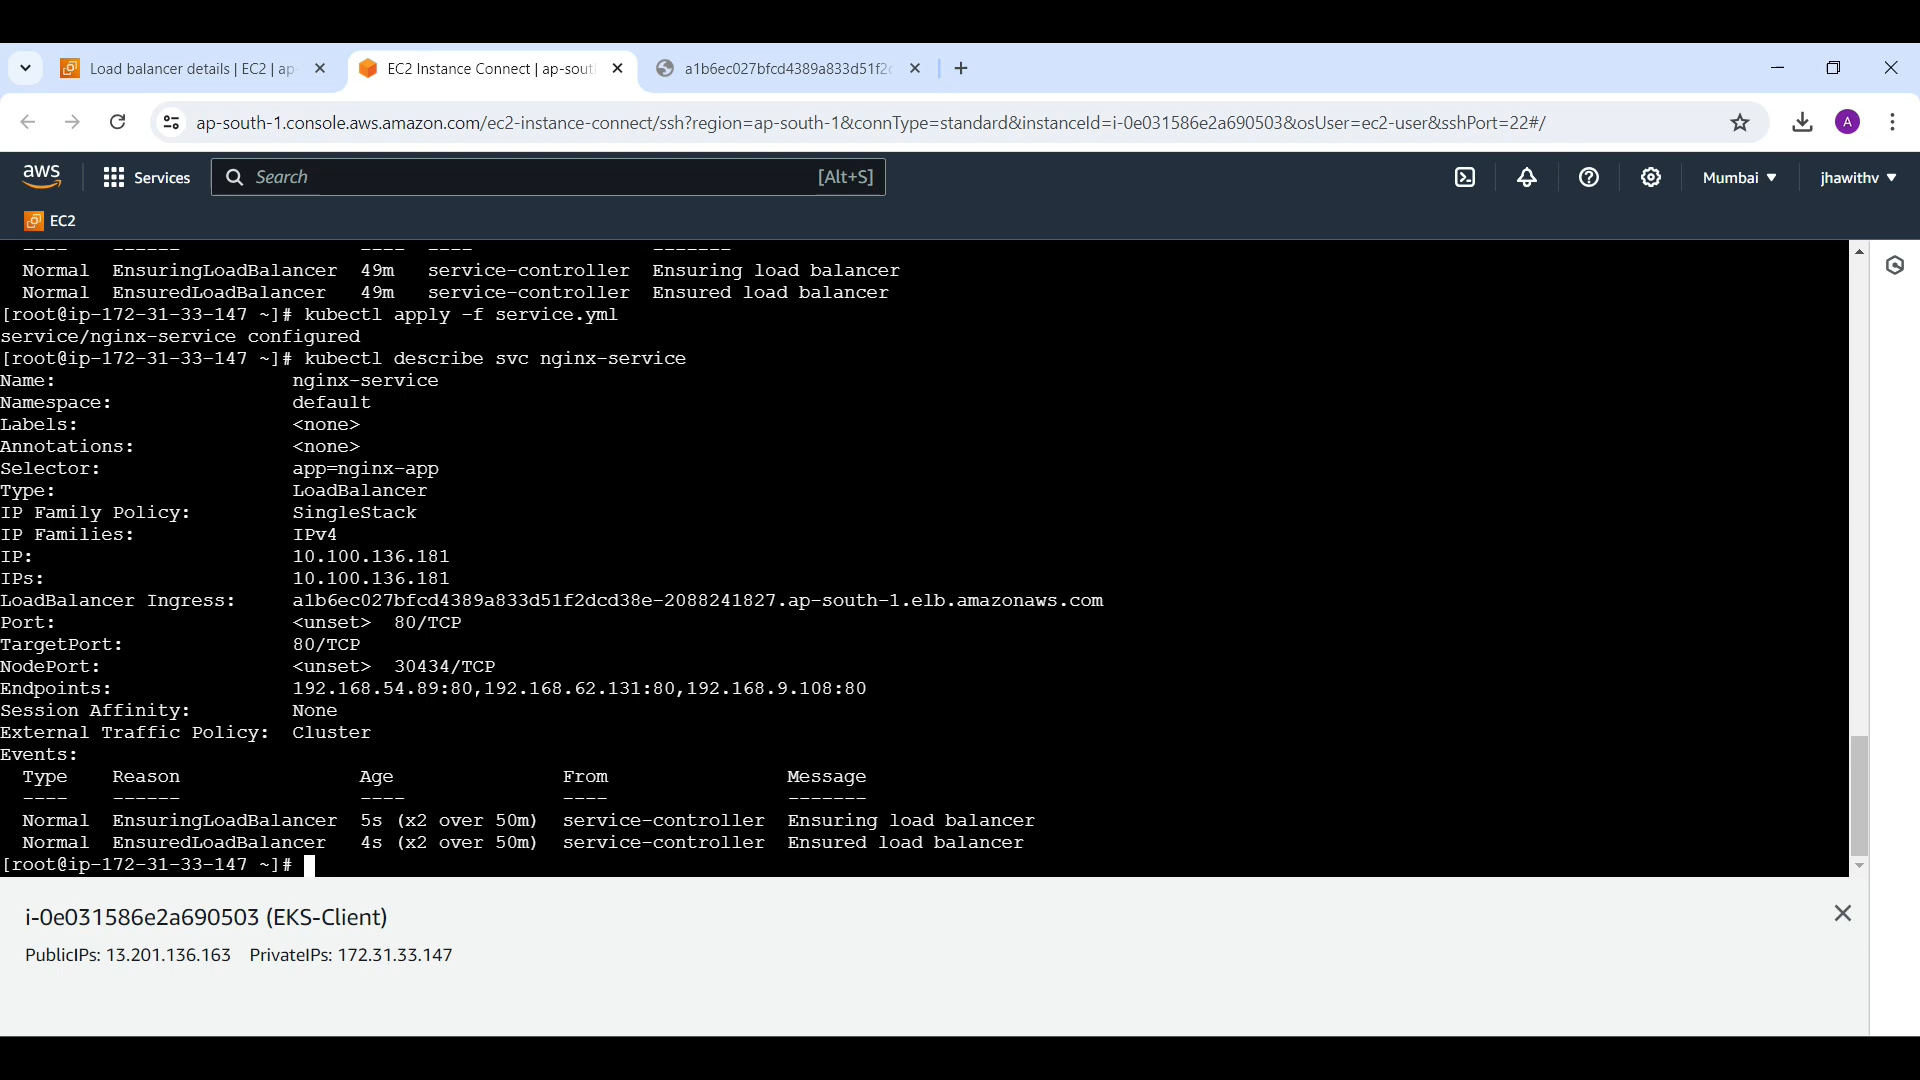 Load balancer details | EC2 | ap-
EC2 Instance Connect | ap-sout
a1b6ec027bfcd4389a833d51f2c
ap-south-1.console.aws.amazon.com/ec2-instance-connect/ssh?region=ap-south-1&connType=standard&instanceId=i-0e031586e2a690503&osUser=ec2-user&sshPort=22#/
A
aws
Services
Search
[Alt+S]
Mumbai
jhawithv
EC2
---- ------ ---- ---- -------
Normal EnsuringLoadBalancer 49m service-controller Ensuring load balancer
Normal EnsuredLoadBalancer 49m service-controller Ensured load balancer
[root@ip-172-31-33-147 ~]# kubectl apply -f service.yml
service/nginx-service configured
[root@ip-172-31-33-147 ~]# kubectl describe svc nginx-service
Name: nginx-service
Namespace: default
Labels: <none>
Annotations: <none>
Selector: app=nginx-app
Type: LoadBalancer
IP Family Policy: SingleStack
IP Families: IPv4
IP: 10.100.136.181
IPs: 10.100.136.181
LoadBalancer Ingress: a1b6ec027bfcd4389a833d51f2dcd38e-2088241827.ap-south-1.elb.amazonaws.com
Port: <unset> 80/TCP
TargetPort: 80/TCP
NodePort: <unset> 30434/TCP
Endpoints: 192.168.54.89:80,192.168.62.131:80,192.168.9.108:80
Session Affinity: None
External Traffic Policy: Cluster
Events:
Type Reason Age From Message
---- ------ ---- ---- -------
Normal EnsuringLoadBalancer 5s (x2 over 50m) service-controller Ensuring load balancer
Normal EnsuredLoadBalancer 4s (x2 over 50m) service-controller Ensured load balancer
[root@ip-172-31-33-147 ~]#
i-0e031586e2a690503 (EKS-Client)
PublicIPs: 13.201.136.163 PrivateIPs: 172.31.33.147